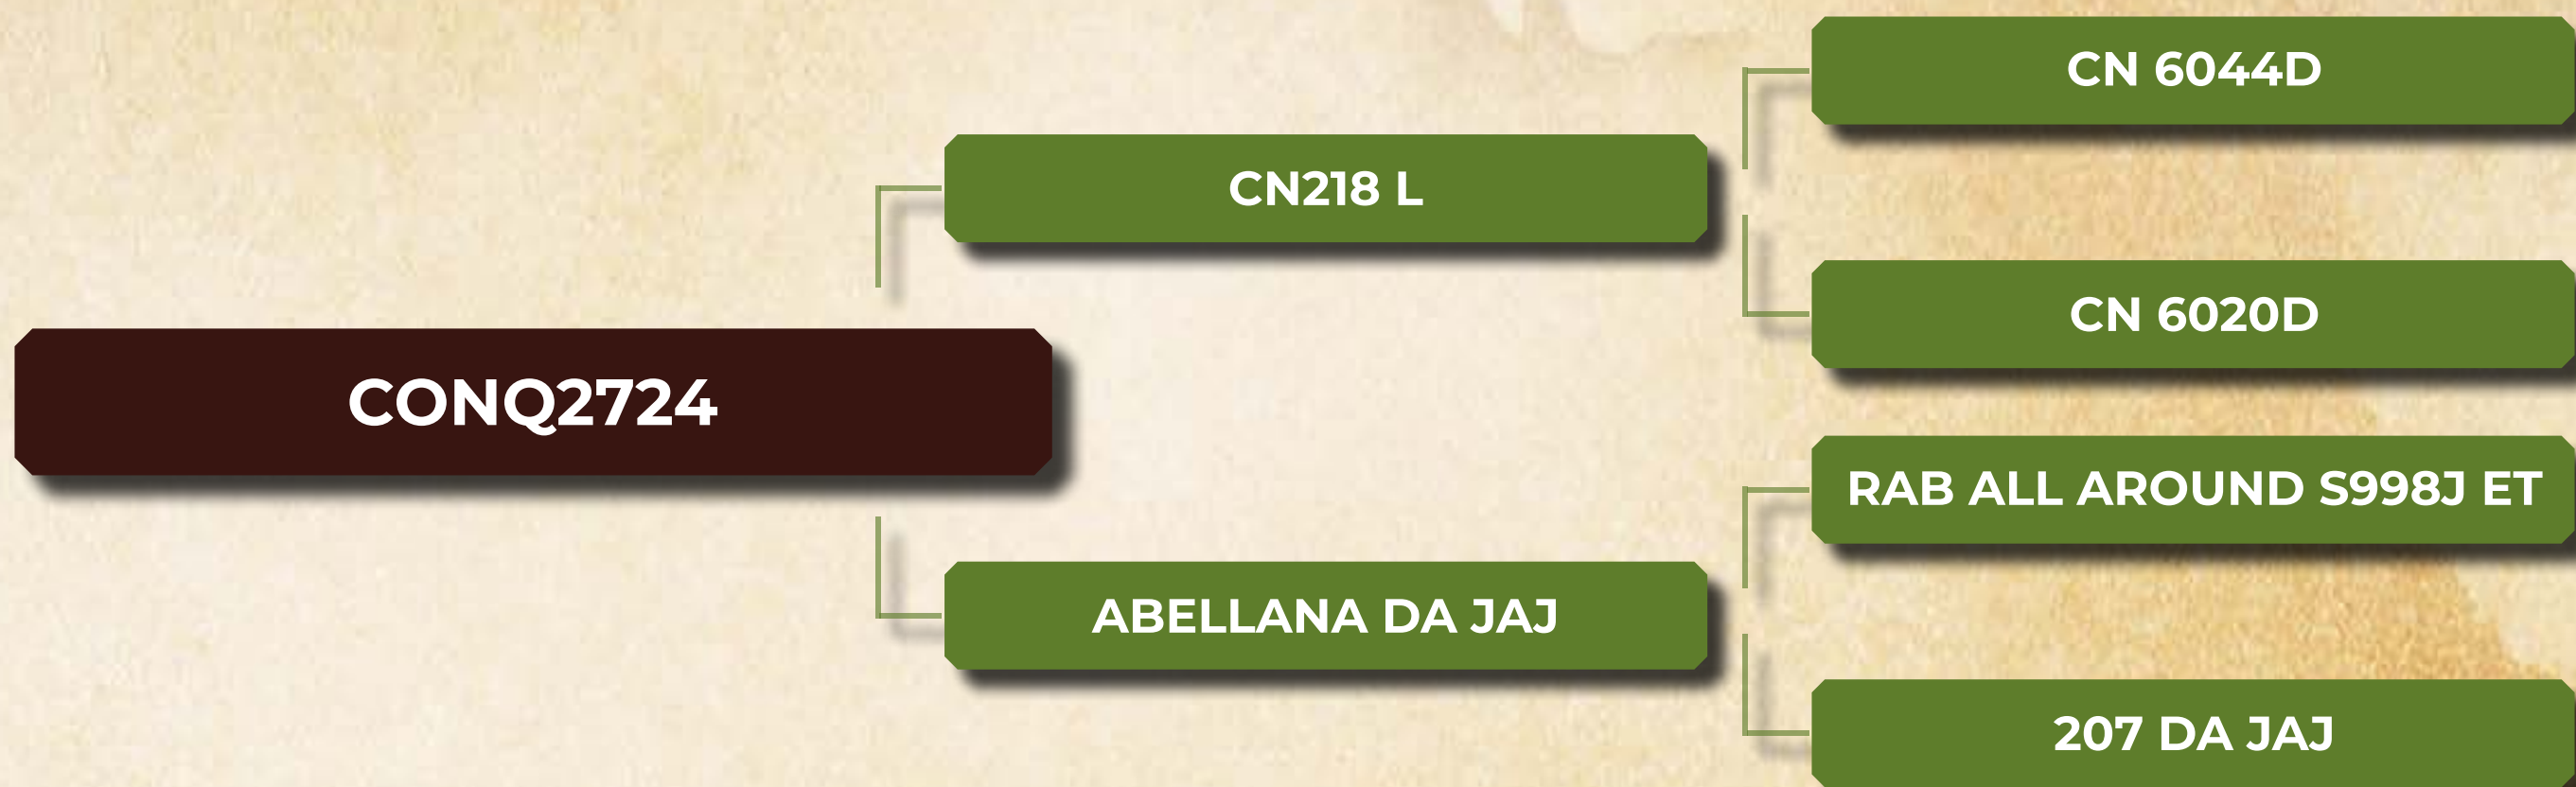 CN 6044D
CN218 L
CN 6020D
CONQ2724
RAB ALL AROUND S998J ET
ABELLANA DA JAJ
207 DA JAJ